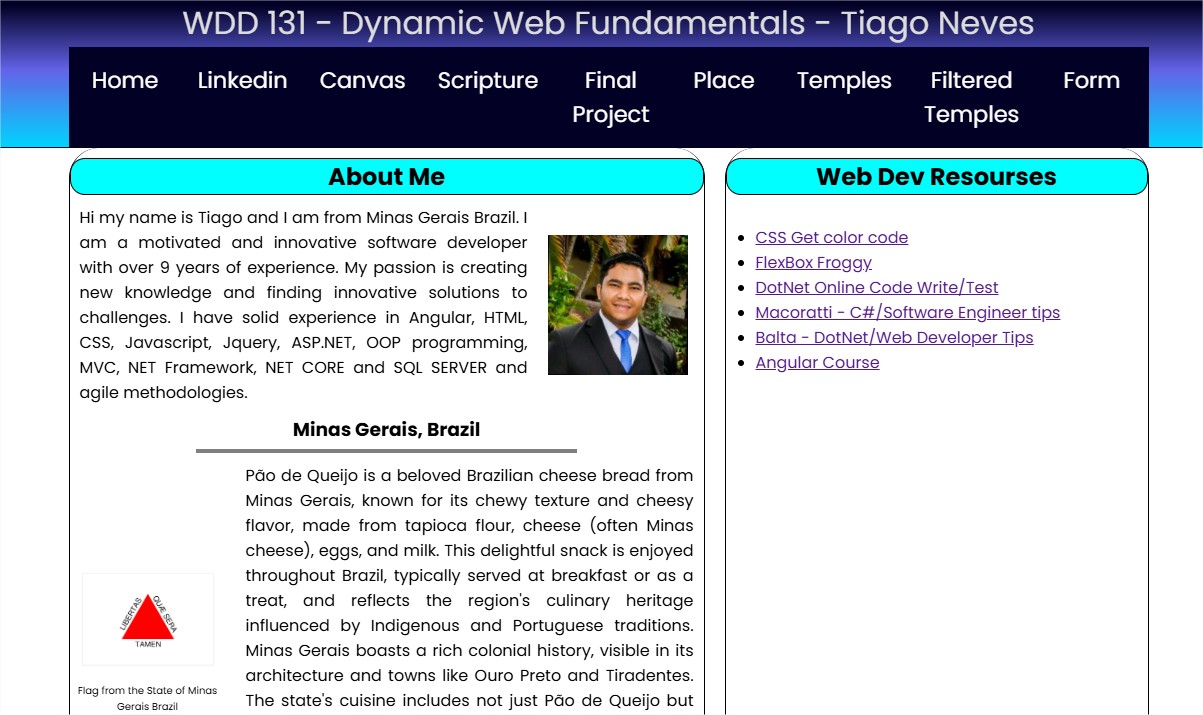 WDD 131 - Dynamic Web Fundamentals - Tiago Neves
Home Linkedin Canvas Scripture Final Project Place Temples Filtered Temples Form
About Me
Hi my name is Tiago and I am from Minas Gerais Brazil. I
am a motivated and innovative software developer
with over 9 years of experience. My passion is creating
new knowledge and finding innovative solutions to
challenges. I have solid experience in Angular, HTML,
CSS, Javascript, Jquery, ASP.NET, OOP programming,
MVC, NET Framework, NET CORE and SQL SERVER and
agile methodologies.
Minas Gerais, Brazil
LIBERTAS QUÆ SERA
TAMEN
Flag from the State of Minas
Gerais Brazil
Pão de Queijo is a beloved Brazilian cheese bread from
Minas Gerais, known for its chewy texture and cheesy
flavor, made from tapioca flour, cheese (often Minas
cheese), eggs, and milk. This delightful snack is enjoyed
throughout Brazil, typically served at breakfast or as a
treat, and reflects the region's culinary heritage
influenced by Indigenous and Portuguese traditions.
Minas Gerais boasts a rich colonial history, visible in its
architecture and towns like Ouro Preto and Tiradentes.
The state's cuisine includes not just Pão de Queijo but
Web Dev Resourses
CSS Get color code
FlexBox Froggy
DotNet Online Code Write/Test
Macoratti - C#/Software Engineer tips
Balta - DotNet/Web Developer Tips
Angular Course